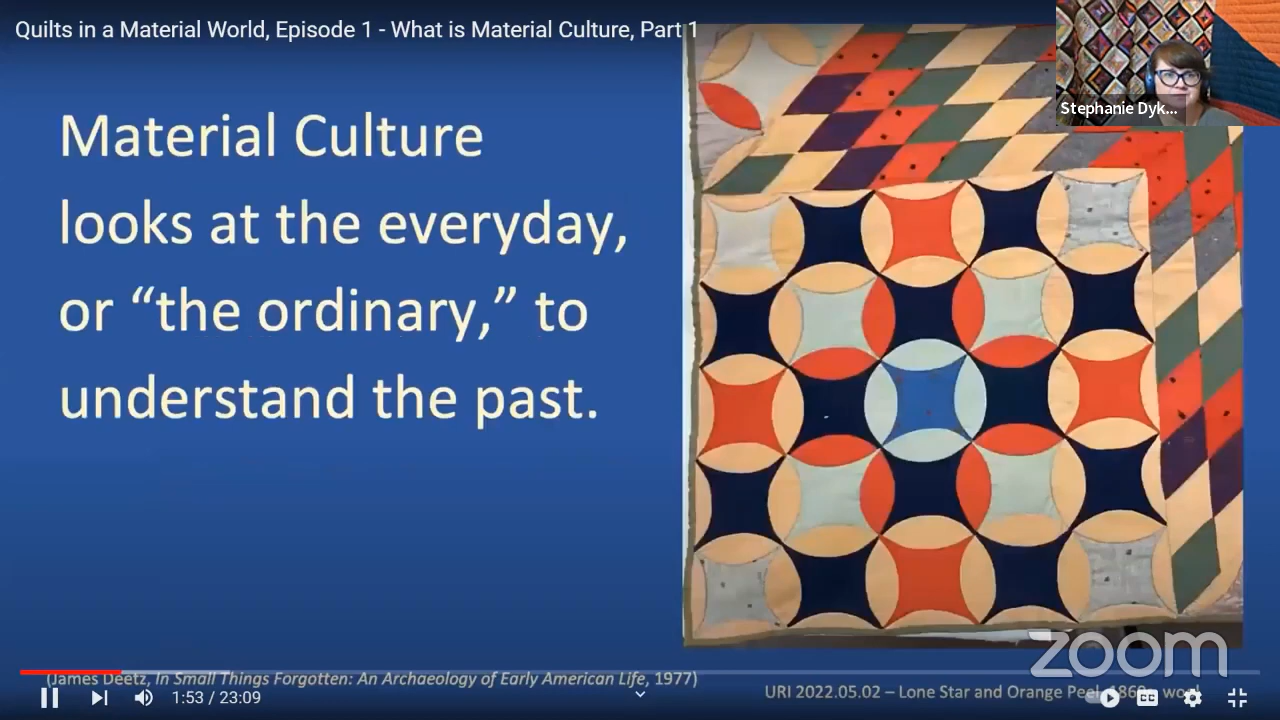 Quilts in a Material World, Episode 1 - What is Material Culture, Part 1
Stephanie Dyk...
Material Culture
looks at the everyday,
or “the ordinary,” to
understand the past.
zoom
(James Deetz, In Small Things Forgotten: An Archaeology of Early American Life, 1977)
URI 2022.05.02 – Lone Star and Orange Peel,
1:53 / 23:09
CC